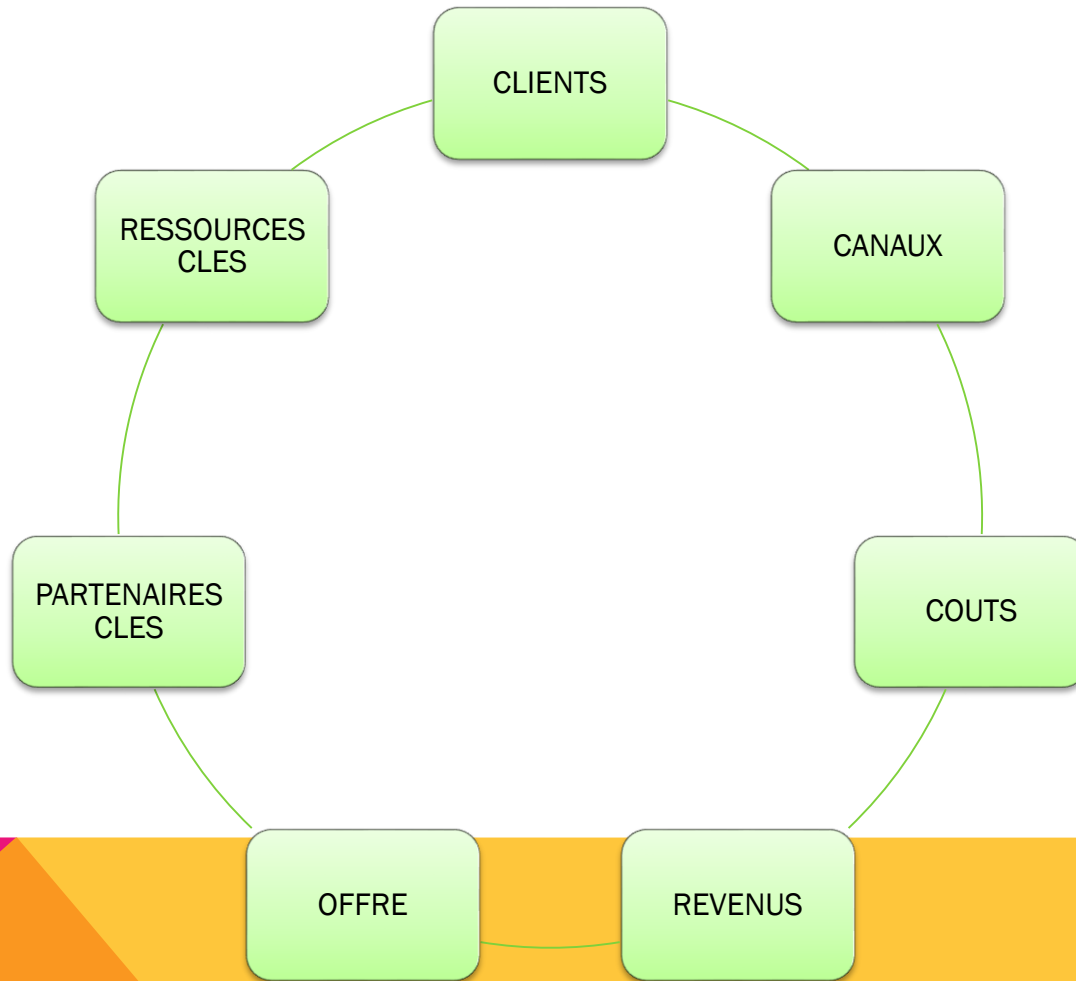 CLIENTS
CANAUX
COUTS
REVENUS
OFFRE
PARTENAIRES
CLES
RESSOURCES
CLES